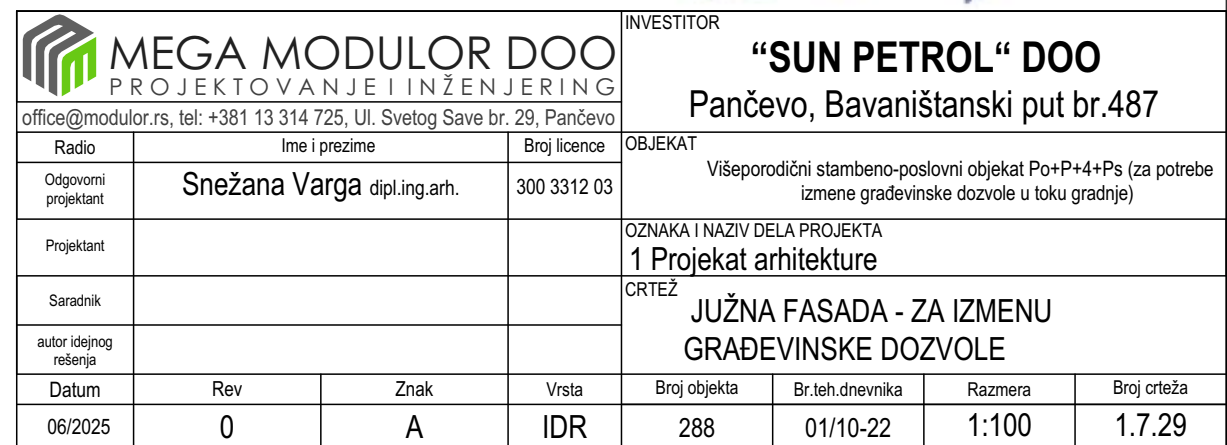 MEGA MODULOR DOO
PROJEKTOVANJE I INŽENJERING
office@modulor.rs, tel: +381 13 314 725, Ul. Svetog Save br. 29, Pančevo
INVESTITOR
“SUN PETROL“ DOO
Pančevo, Bavaništanski put br.487
Radio Ime i prezime Broj licence
Odgovorni
projektant
Snežana Varga dipl.ing.arh. 300 3312 03
OBJEKAT
Višeporodični stambeno-poslovni objekat Po+P+4+Ps (za potrebe
izmene građevinske dozvole u toku gradnje)
Projektant
OZNAKA I NAZIV DELA PROJEKTA
1 Projekat arhitekture
Saradnik
autor idejnog
rešenja
CRTEŽ
JUŽNA FASADA - ZA IZMENU
GRAĐEVINSKE DOZVOLE
Datum Rev Znak Vrsta Broj objekta Br.teh.dnevnika Razmera Broj crteža
06/2025 0 A IDR 288 01/10-22 1:100 1.7.29